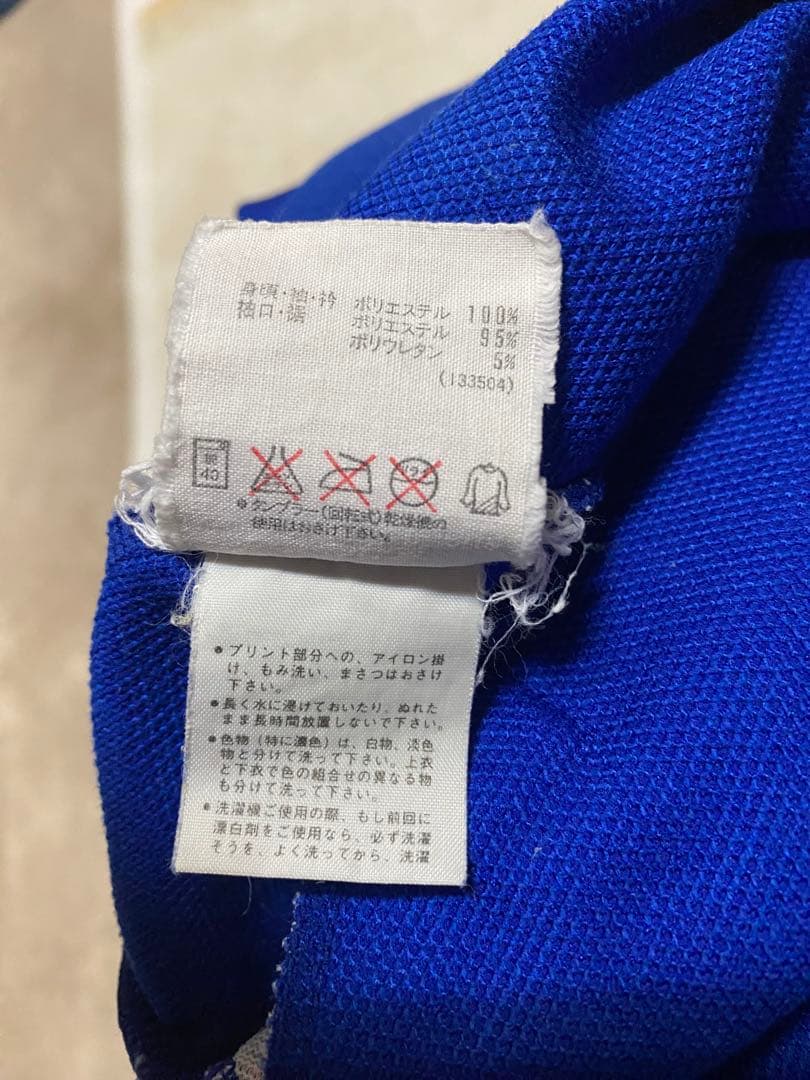 身頃・袖・衿 ポリエステル 100%
袖口・裾 ポリエステル 95%
ポリウレタン 5%
(133504)
40
※タンブラー(回転式)乾燥機の
使用はおさけ下さい。
●プリント部分への、アイロン掛
け、もみ洗い、まさつはおさけ
下さい。
●長く水に浸けておいたり、ぬれた
まま長時間放置しないで下さい。
●色物(特に濃色)は、白物、淡色
物と分けて洗って下さい。上衣
と下衣で色の組合せの異なる物
も分けて洗って下さい。
●洗濯機ご使用の際、もし前回に
漂白剤をご使用なら、必ず洗濯
そうを、よく洗ってから、洗濯